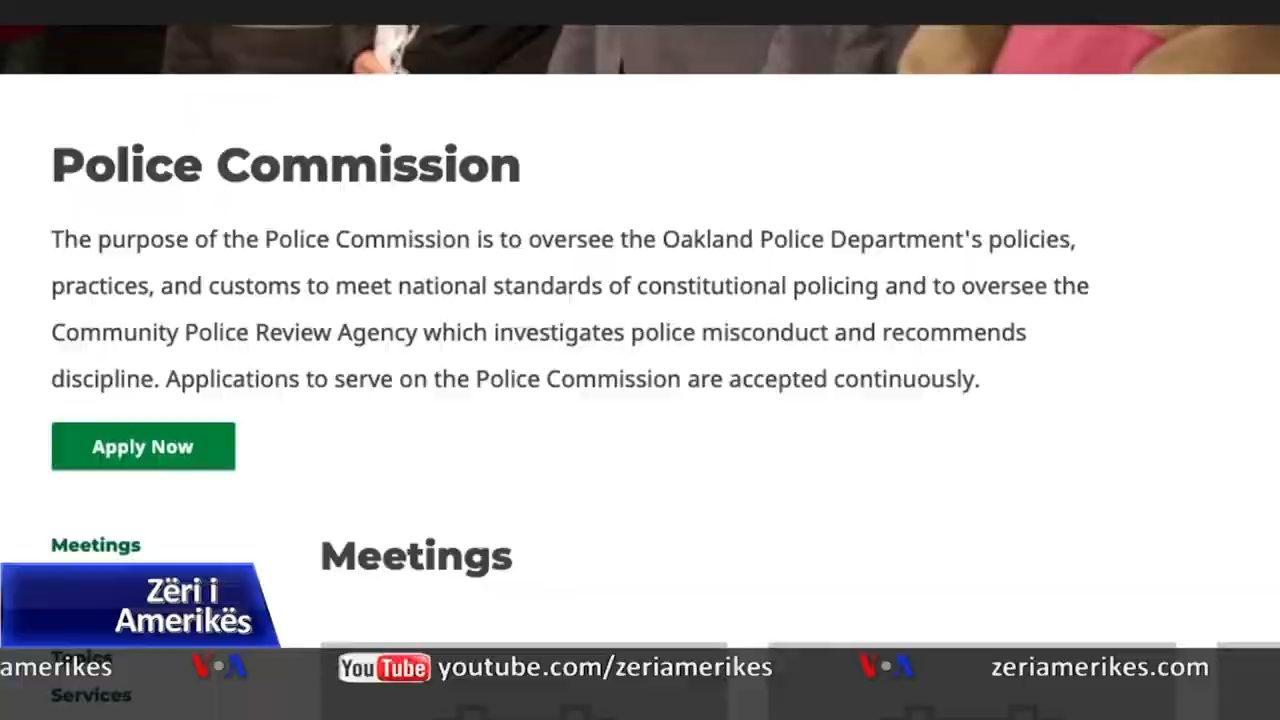 Police Commission
The purpose of the Police Commission is to oversee the Oakland Police Department's policies,
practices, and customs to meet national standards of constitutional policing and to oversee the
Community Police Review Agency which investigates police misconduct and recommends
discipline. Applications to serve on the Police Commission are accepted continuously.
Apply Now
Meetings
Meetings
Zëri i
Amerikës
Topics
amerikes
VOA
YouTube youtube.com/zeriamerikes
VOA
zeriamerikes.com
Services